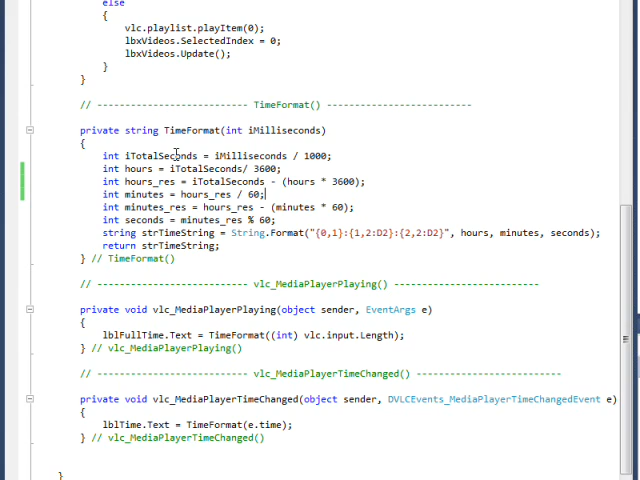 else
{
vlc.playlist.playItem(0);
lbxVideos.SelectedIndex = 0;
lbxVideos.Update();
}
}
// --------------------------- TimeFormat() --------------------------
private string TimeFormat(int iMilliseconds)
{
int iTotalSeconds = iMilliseconds / 1000;
int hours = iTotalSeconds/ 3600;
int hours_res = iTotalSeconds - (hours * 3600);
int minutes = hours_res / 60;
int minutes_res = hours_res - (minutes * 60);
int seconds = minutes_res % 60;
string strTimeString = String.Format("{0,1}:{1,2:D2}:{2,2:D2}", hours, minutes, seconds);
return strTimeString;
} // TimeFormat()
// --------------------------- vlc_MediaPlayerPlaying() --------------------------
private void vlc_MediaPlayerPlaying(object sender, EventArgs e)
{
lblFullTime.Text = TimeFormat((int) vlc.input.Length);
} // vlc_MediaPlayerPlaying()
// --------------------------- vlc_MediaPlayerTimeChanged() --------------------------
private void vlc_MediaPlayerTimeChanged(object sender, DVLCEvents_MediaPlayerTimeChangedEvent e)
{
lblTime.Text = TimeFormat(e.time);
} // vlc_MediaPlayerTimeChanged()
}